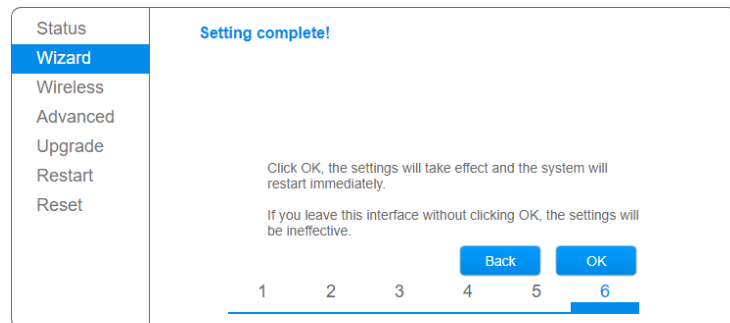 Status
Wizard
Wireless
Advanced
Upgrade
Restart
Reset
Setting complete!
Click OK, the settings will take effect and the system will
restart immediately.
If you leave this interface without clicking OK, the settings will
be ineffective.
Back OK
1 2 3 4 5 6